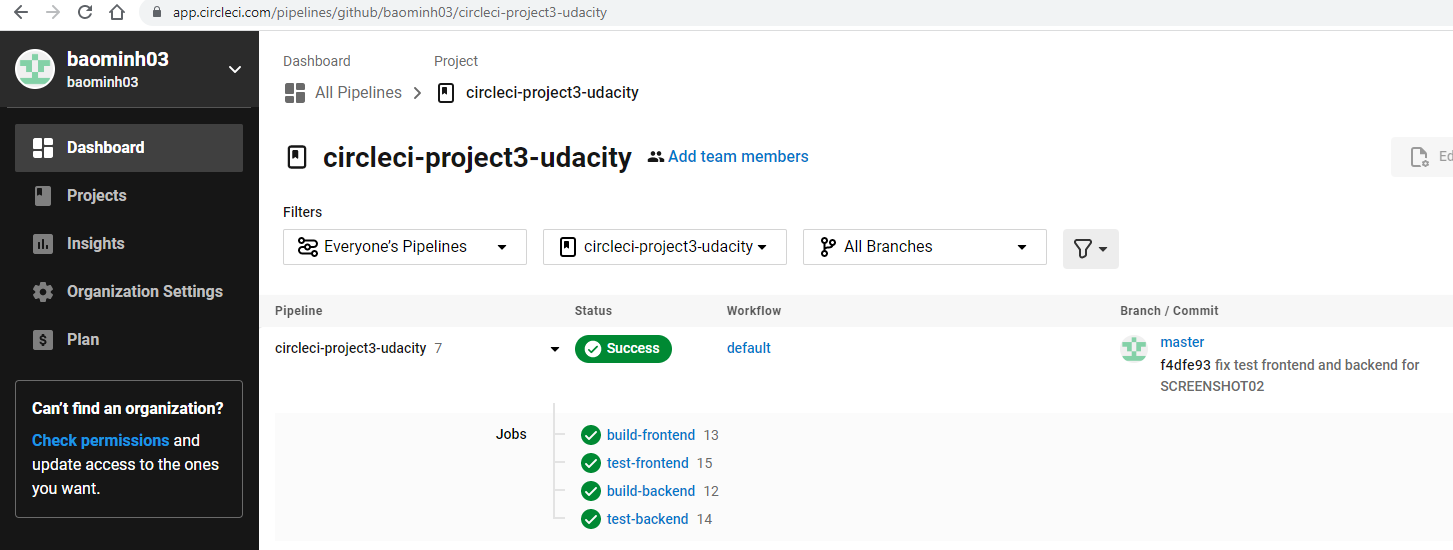 app.circleci.com/pipelines/github/baominh03/circleci-project3-udacity
baominh03
baominh03
Dashboard
Projects
Insights
Organization Settings
Plan
Can't find an organization?
Check permissions and
update access to the ones
you want.
Dashboard Project
All Pipelines circleci-project3-udacity
circleci-project3-udacity Add team members
Filters
Everyone's Pipelines circleci-project3-udacity All Branches
Pipeline Status Workflow Branch / Commit
circleci-project3-udacity 7 Success default master
f4dfe93 fix test frontend and backend for
SCREENSHOT02
Jobs build-frontend 13
test-frontend 15
build-backend 12
test-backend 14